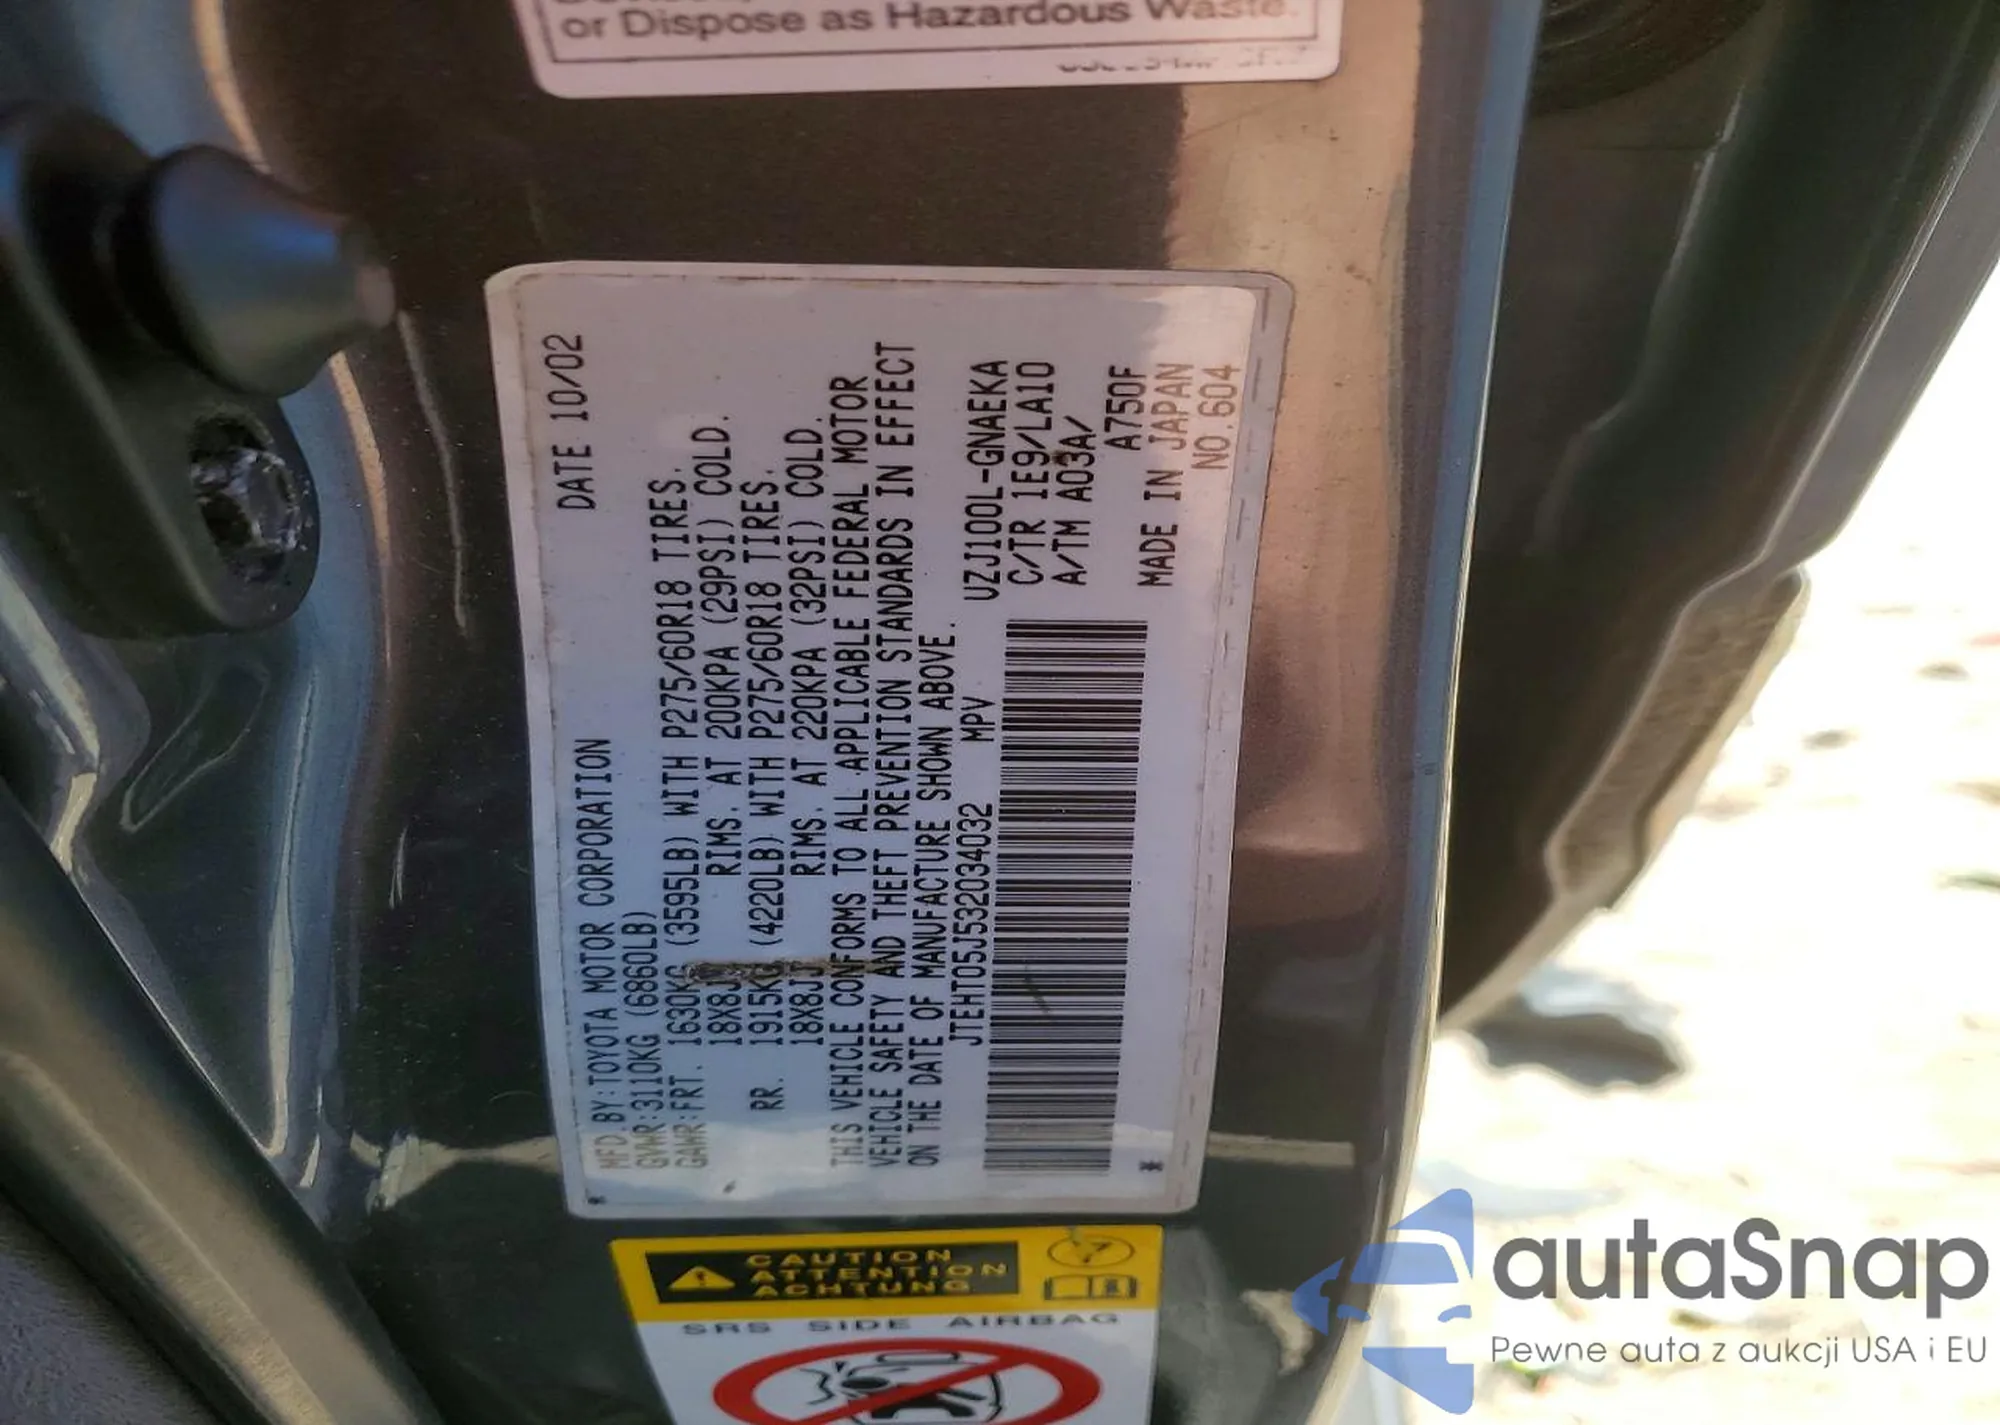 or Dispose as Hazardous Waste.
DATE 10/02
MFD.BY:TOYOTA MOTOR CORPORATION
GVWR:3110KG (6860LB)
GAWR:FRT. 1630KG (3595LB) WITH P275/60R18 TIRES.
18X8JJ RIMS. AT 200KPA (29PSI) COLD.
RR. 1915KG (4220LB) WITH P275/60R18 TIRES.
18X8JJ RIMS. AT 220KPA (32PSI) COLD.
THIS VEHICLE CONFORMS TO ALL APPLICABLE FEDERAL MOTOR
VEHICLE SAFETY AND THEFT PREVENTION STANDARDS IN EFFECT
ON THE DATE OF MANUFACTURE SHOWN ABOVE.
JTEHT05J532034032 MPV
UZJ100L-GNAEKA
C/TR 1E9/LA10
A/TM A03A/
A750F
MADE IN JAPAN
NO.604
CAUTION
ATTENTION
ACHTUNG
SRS SIDE AIRBAG
autaSnap
Pewne auta z aukcji USA i EU